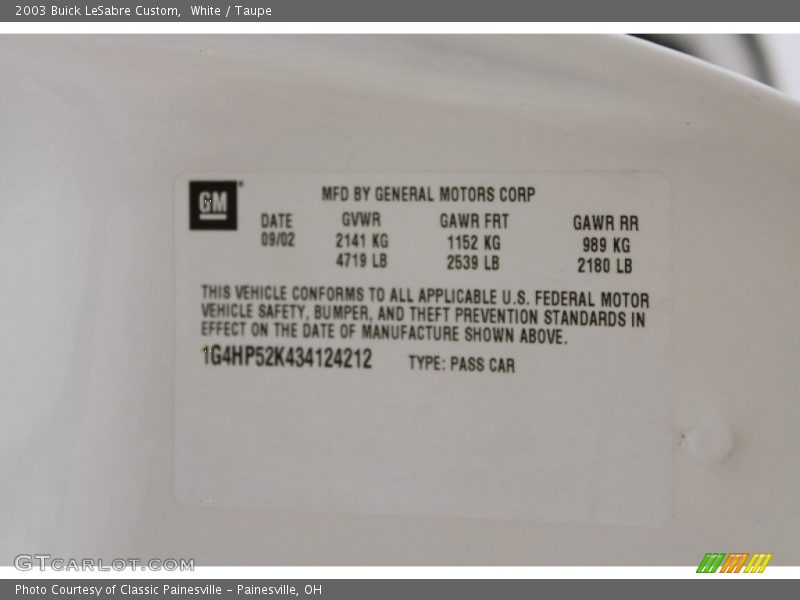 2003 Buick LeSabre Custom, White / Taupe
GM
MFD BY GENERAL MOTORS CORP
DATE GVWR GAWR FRT GAWR RR
09/02 2141 KG 1152 KG 989 KG
4719 LB 2539 LB 2180 LB
THIS VEHICLE CONFORMS TO ALL APPLICABLE U.S. FEDERAL MOTOR
VEHICLE SAFETY, BUMPER, AND THEFT PREVENTION STANDARDS IN
EFFECT ON THE DATE OF MANUFACTURE SHOWN ABOVE.
1G4HP52K434124212 TYPE: PASS CAR
GTCARLOT.COM
Photo Courtesy of Classic Painesville - Painesville, OH